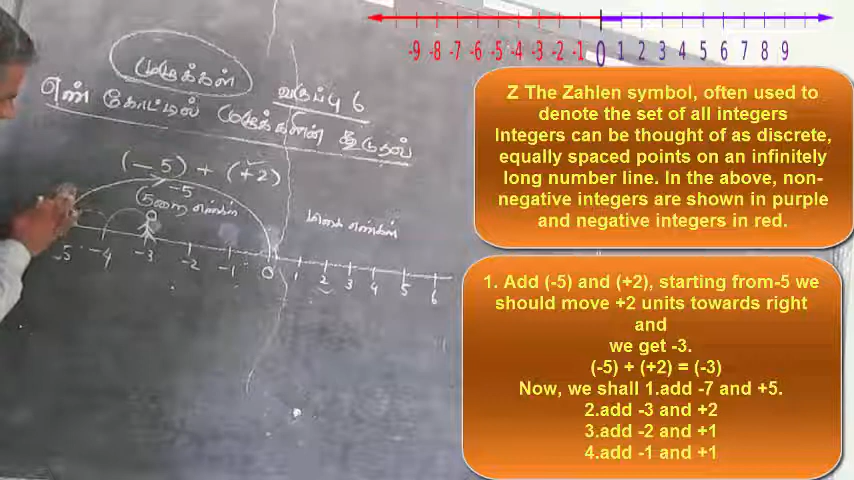 முழுக்கள்
வகுப்பு 6
எண் கோட்டில் முழுக்களின் கூடுதல்
(-5) + (+2)
-5
குறை எண்கள்
மிகை எண்கள்
-5 -4 -3 -2 -1 0 1 2 3 4 5 6
-9 -8 -7 -6 -5 -4 -3 -2 -1 0 1 2 3 4 5 6 7 8 9
Z The Zahlen symbol, often used to
denote the set of all integers
Integers can be thought of as discrete,
equally spaced points on an infinitely
long number line. In the above, non-
negative integers are shown in purple
and negative integers in red.
1. Add (-5) and (+2), starting from-5 we
should move +2 units towards right
and
we get -3.
(-5) + (+2) = (-3)
Now, we shall 1.add -7 and +5.
2.add -3 and +2
3.add -2 and +1
4.add -1 and +1